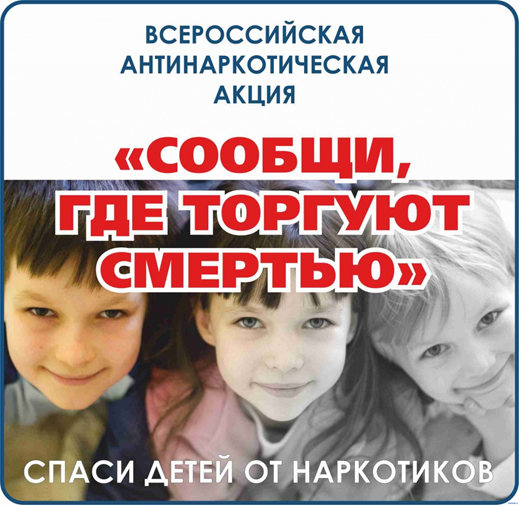 ВСЕРОССИЙСКАЯ
АНТИНАРКОТИЧЕСКАЯ
АКЦИЯ
«СООБЩИ,
ГДЕ ТОРГУЮТ
СМЕРТЬЮ»
СПАСИ ДЕТЕЙ ОТ НАРКОТИКОВ